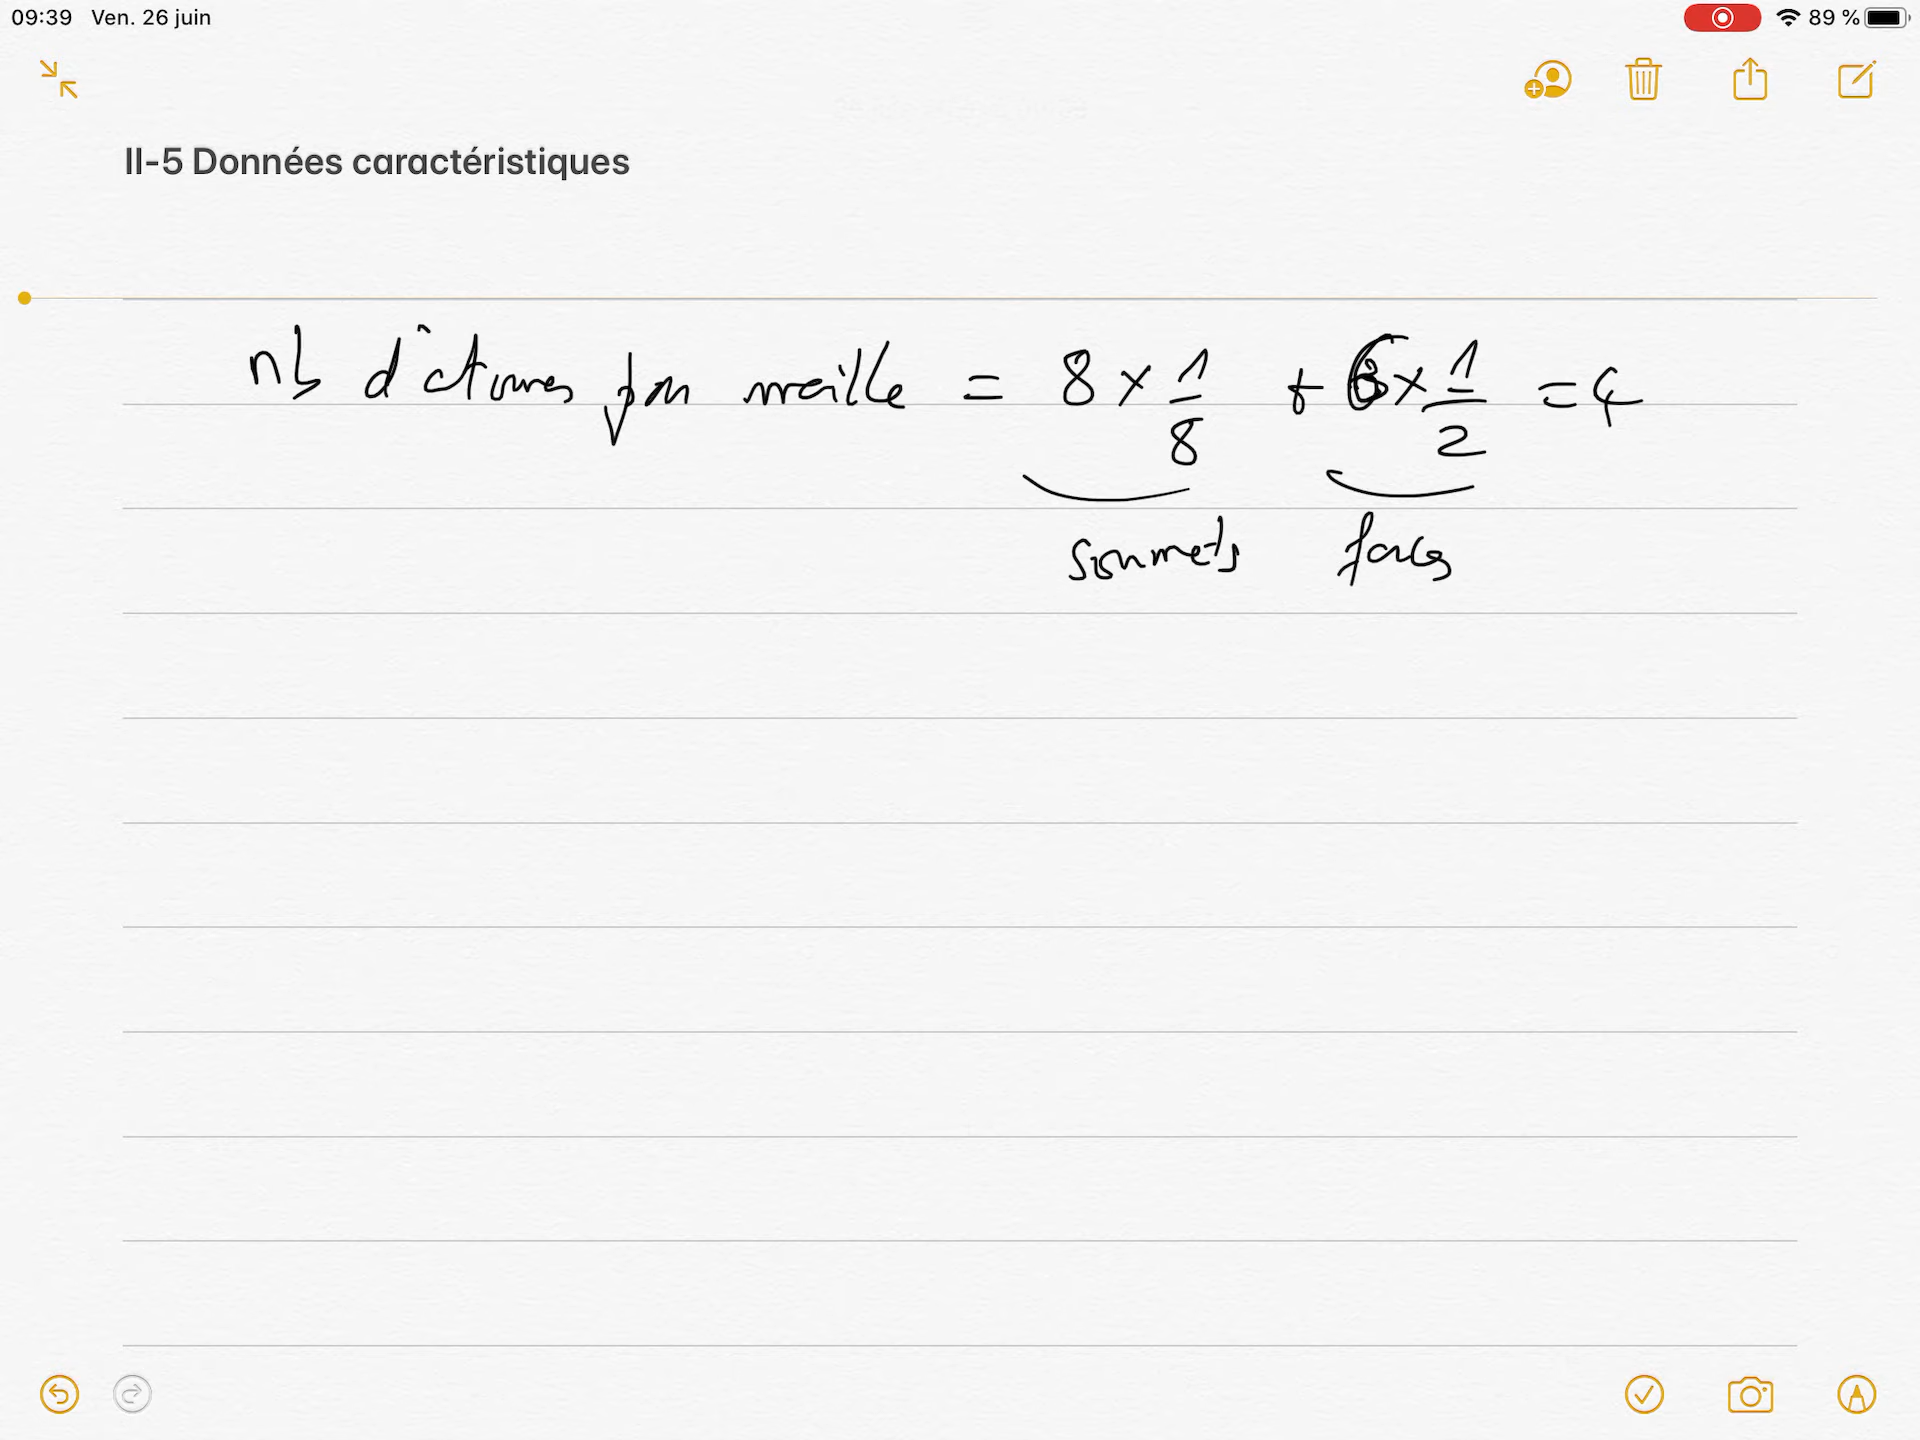 09:39 Ven. 26 juin 89 %
II-5 Données caractéristiques
nb d'atomes par maille = 8 × 1/8 + 6 × 1/2 = 4
sommets faces